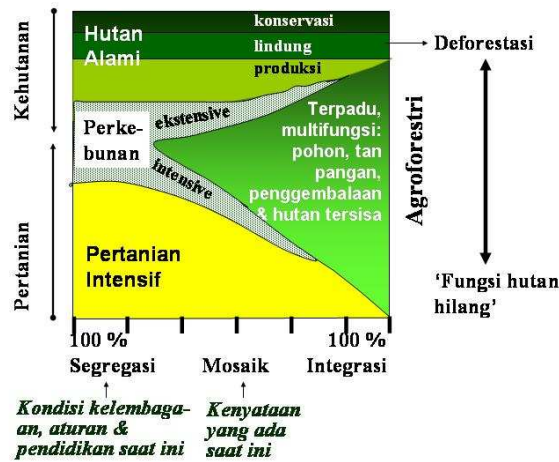 Kehutanan
Pertanian
Hutan
Alami
konservasi
lindung
produksi
Perke-
bunan
ekstensive
intensive
Terpadu,
multifungsi:
pohon, tan
pangan,
penggembalaan
& hutan tersisa
Pertanian
Intensif
Agroforestri
Deforestasi
'Fungsi hutan
hilang'
100 %
100 %
Segregasi
Mosaik
Integrasi
Kondisi kelembaga-
an, aturan &
pendidikan saat ini
Kenyataan
yang ada
saat ini